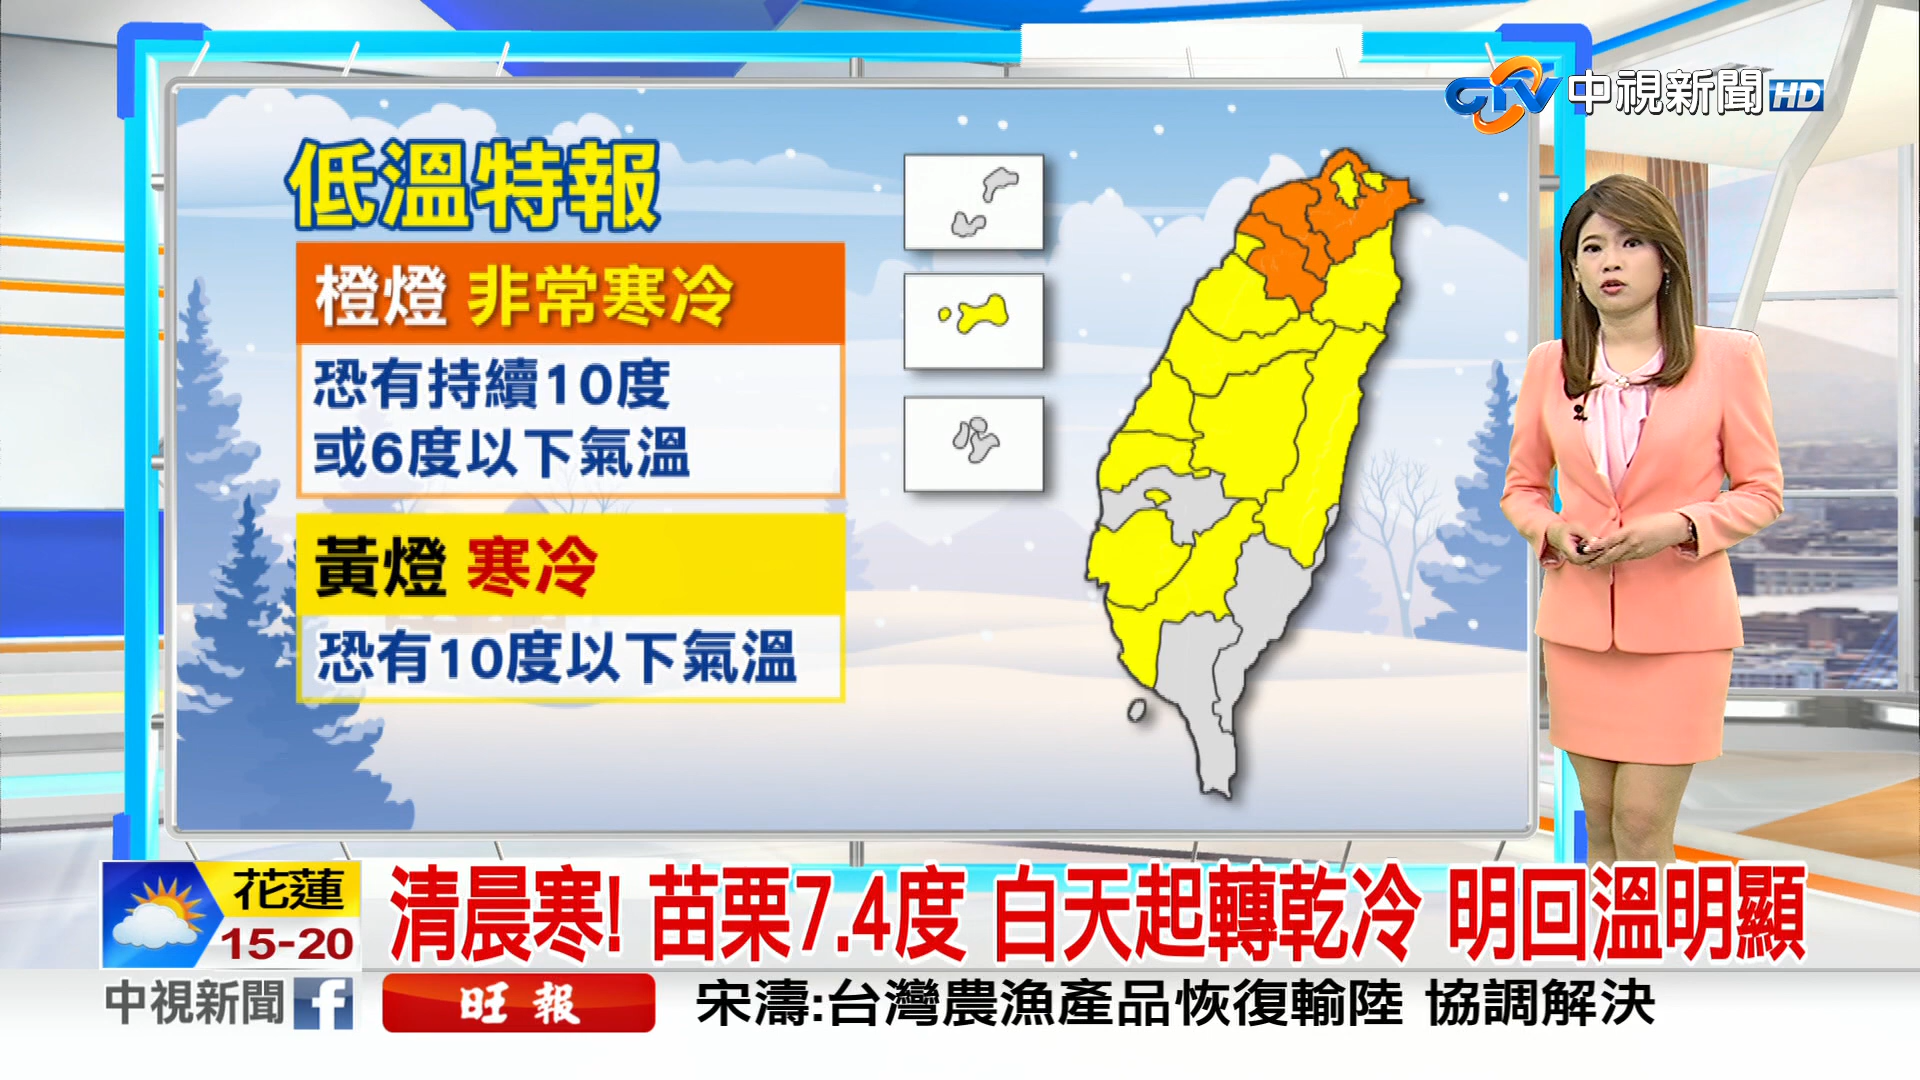 CTV 中視新聞 HD
低溫特報
橙燈 非常寒冷
恐有持續10度
或6度以下氣溫
黃燈 寒冷
恐有10度以下氣溫
花蓮
15-20
清晨寒! 苗栗7.4度 白天起轉乾冷 明回溫明顯
中視新聞 f
旺報
宋濤:台灣農漁產品恢復輸陸 協調解決